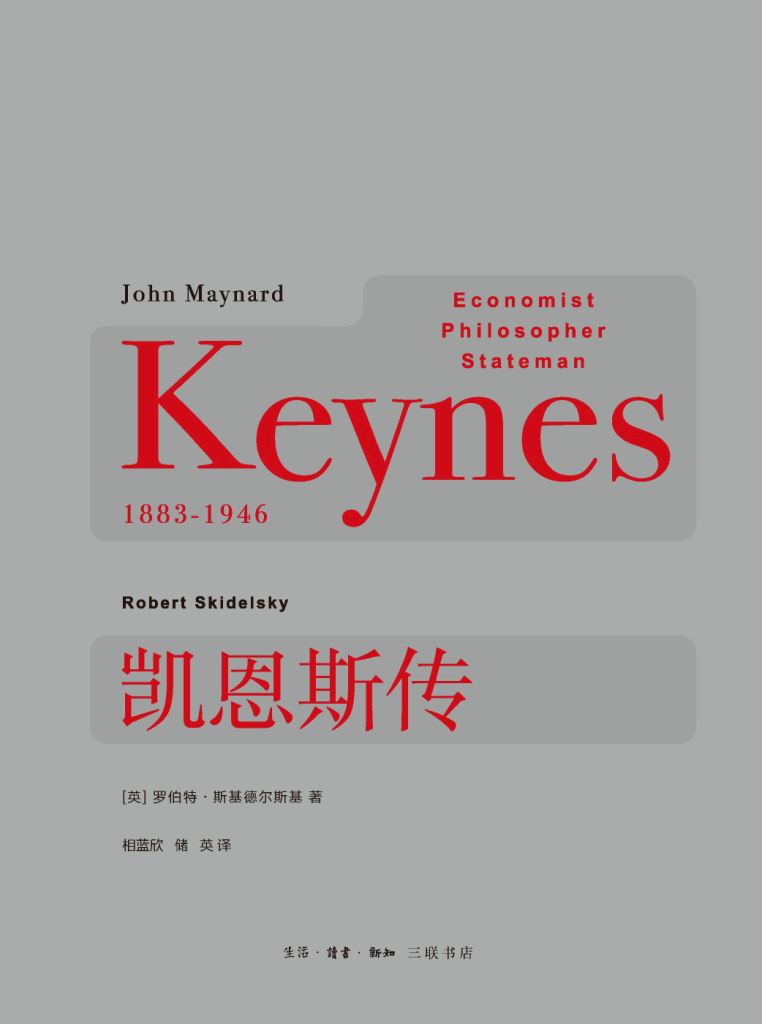 John Maynard
Economist
Philosopher
Stateman
Keynes
1883-1946
Robert Skidelsky
凯恩斯传
[英] 罗伯特·斯基德尔斯基 著
相蓝欣 储 英 译
生活·讀書·新知 三联书店